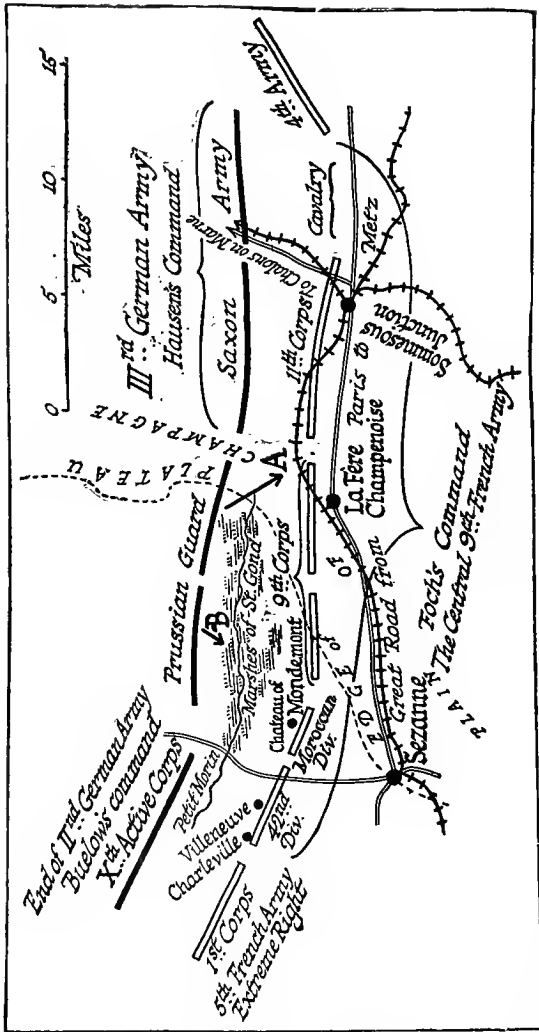 End of IInd German Army
Buelow's command
Xth Active Corps
Prussian Guard
IIIrd German Army
Hausen's Command
Saxon Army
Miles
0 5 10 15
PLATEAU
CHAMPAGNE
to Chalons on Marne
A
B
Petit Morin
Marshes of St. Gond
Villeneuve
Charleville
Chateau of
Mondemont
9th Corps
11th Corps
Cavalry
4th Army
1st Corps
5th French Army
Extreme Right
42nd Div.
Moroccan
Div.
EDGE OF
PLAIN OF
Sezanne
Great Road from
La Fère
Champenoise
Paris to
Metz
Sommesous
Junction
Foch's Command
The Central 9th French Army